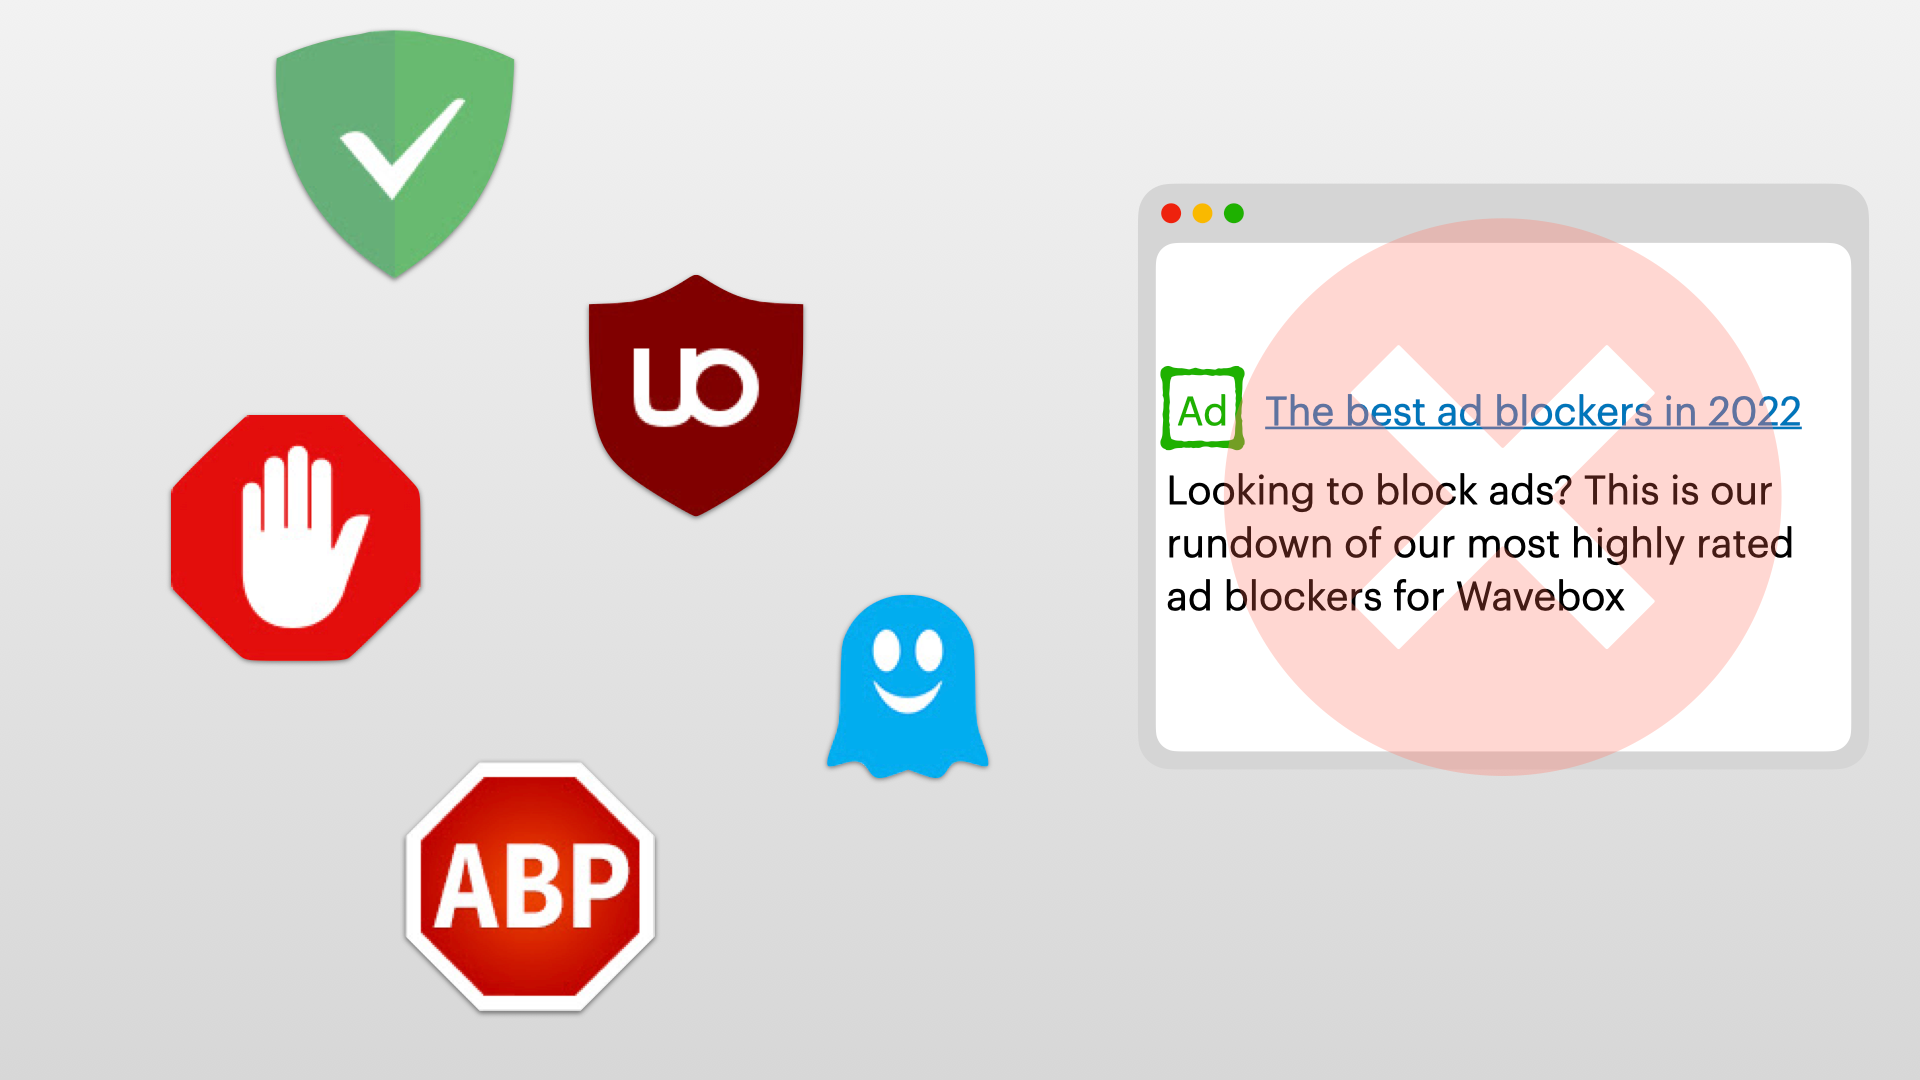 uo
ABP
Ad The best ad blockers in 2022
Looking to block ads? This is our
rundown of our most highly rated
ad blockers for Wavebox